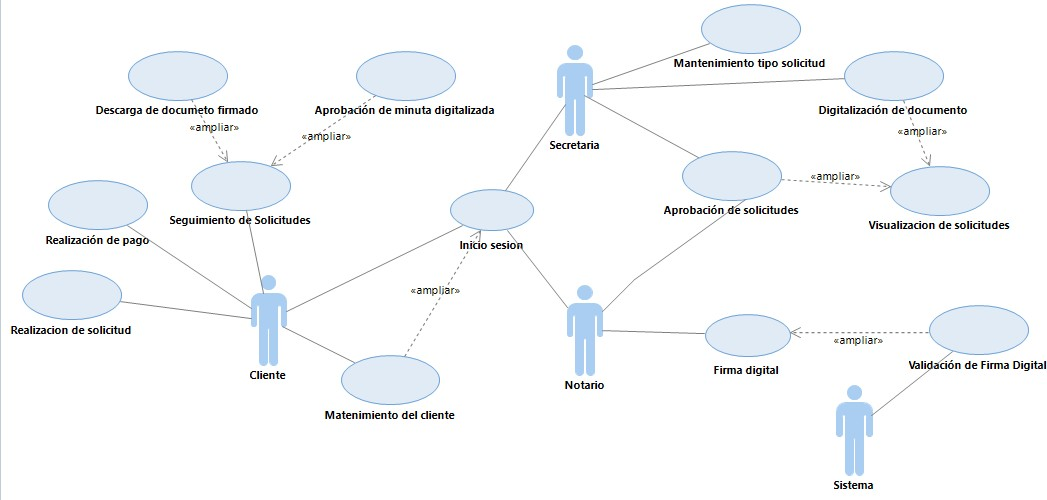 Mantenimiento tipo solicitud
Descarga de documeto firmado
Aprobación de minuta digitalizada
Digitalización de documento
«ampliar»
«ampliar»
«ampliar»
Secretaria
«ampliar»
Aprobación de solicitudes
Seguimiento de Solicitudes
Visualizacion de solicitudes
Realización de pago
Inicio sesion
«ampliar»
Realizacion de solicitud
«ampliar»
Cliente
Notario
Firma digital
Validación de Firma Digital
Matenimiento del cliente
Sistema